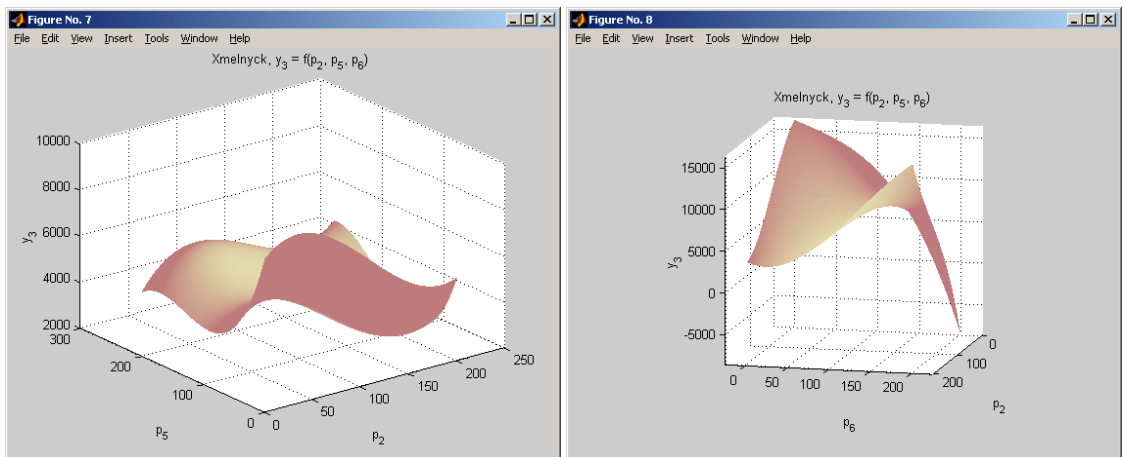 Figure No. 7
File Edit View Insert Tools Window Help
Xmelnyck, y3 = f(p2, p5, p6)
10000
8000
6000
4000
2000
y3
300
200
100
0
p5
0
50
100
150
200
250
p2
Figure No. 8
File Edit View Insert Tools Window Help
Xmelnyck, y3 = f(p2, p5, p6)
15000
10000
5000
0
-5000
y3
0
50
100
150
200
p6
0
100
200
p2